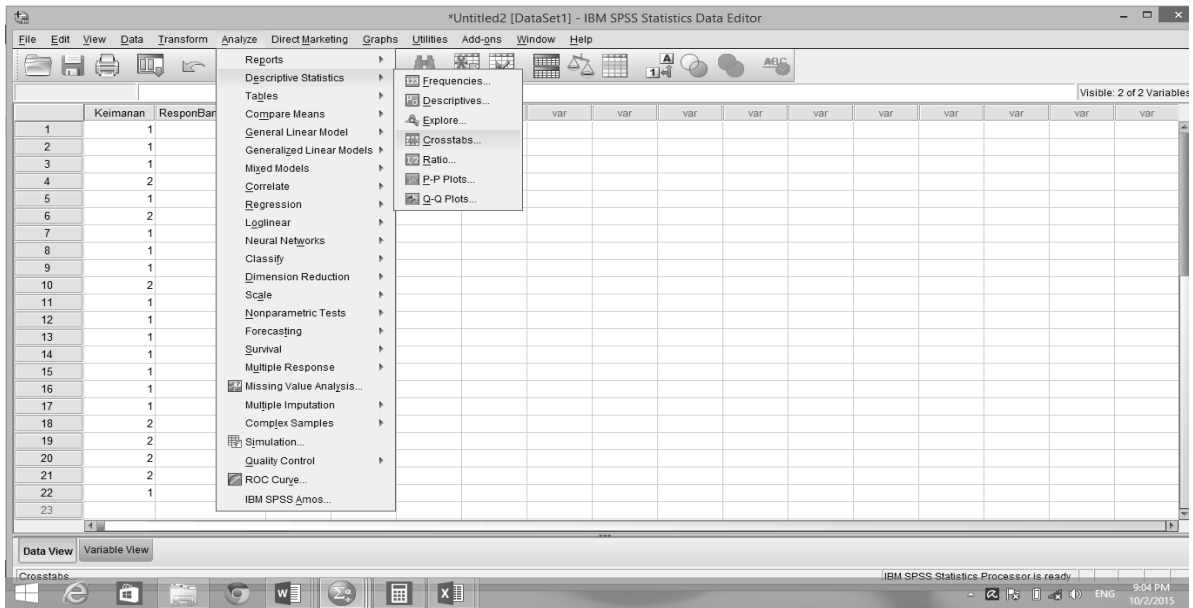 *Untitled2 [DataSet1] - IBM SPSS Statistics Data Editor
File Edit View Data Transform Analyze Direct Marketing Graphs Utilities Add-ons Window Help
Visible: 2 of 2 Variables
Reports
Descriptive Statistics
Tables
Compare Means
General Linear Model
Generalized Linear Models
Mixed Models
Correlate
Regression
Loglinear
Neural Networks
Classify
Dimension Reduction
Scale
Nonparametric Tests
Forecasting
Survival
Multiple Response
Missing Value Analysis...
Multiple Imputation
Complex Samples
Simulation...
Quality Control
ROC Curve...
IBM SPSS Amos...
Frequencies...
Descriptives...
Explore...
Crosstabs...
Ratio...
P-P Plots...
Q-Q Plots...
Keimanan ResponBar var var var var var var var var var var
1 1
2 1
3 1
4 2
5 1
6 2
7 1
8 1
9 1
10 2
11 1
12 1
13 1
14 1
15 1
16 1
17 1
18 2
19 2
20 2
21 2
22 1
23
Data View Variable View
Crosstabs
IBM SPSS Statistics Processor is ready
ENG
9:04 PM
10/2/2015